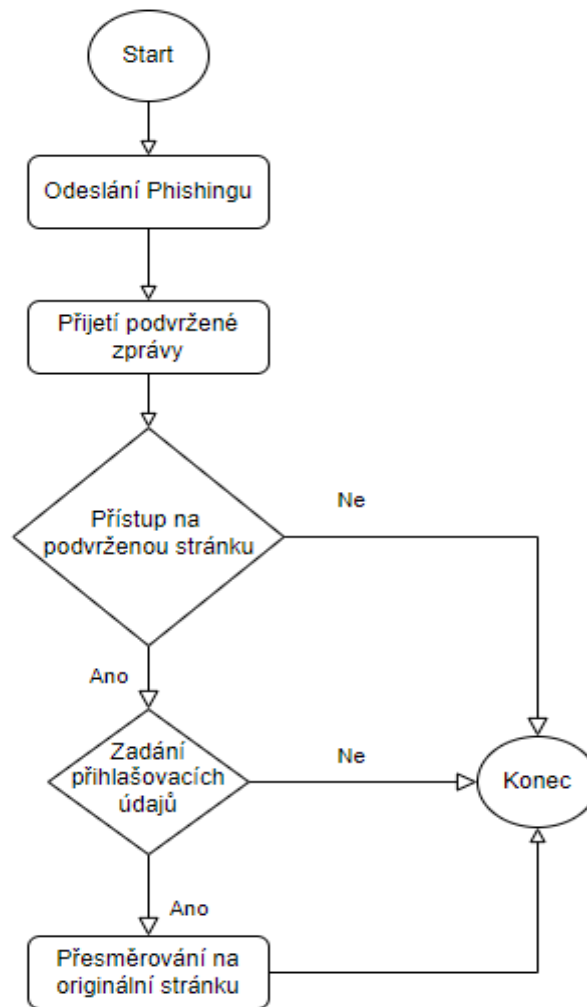 Start
Odeslání Phishingu
Přijetí podvržené
zprávy
Přístup na
podvrženou stránku
Ne
Ano
Zadání
přihlašovacích
údajů
Ne
Konec
Ano
Přesměrování na
originální stránku